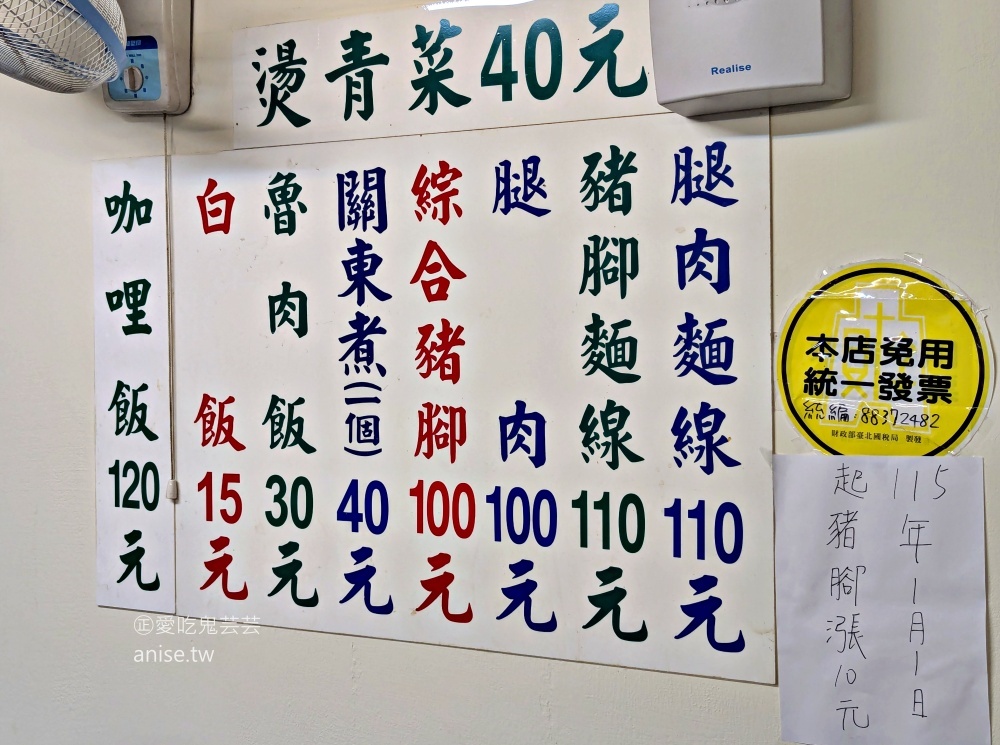 燙青菜40元
Realise
腿肉麵線110元
豬腳麵線110元
腿肉100元
綜合豬腳100元
關東煮(一個)40元
魯肉飯30元
白飯15元
咖哩飯120元
本店免用
統一發票
統編:88372482
財政部臺北國稅局 製發
115年1月1日
起豬腳漲10元
㊣愛吃鬼芸芸
anise.tw